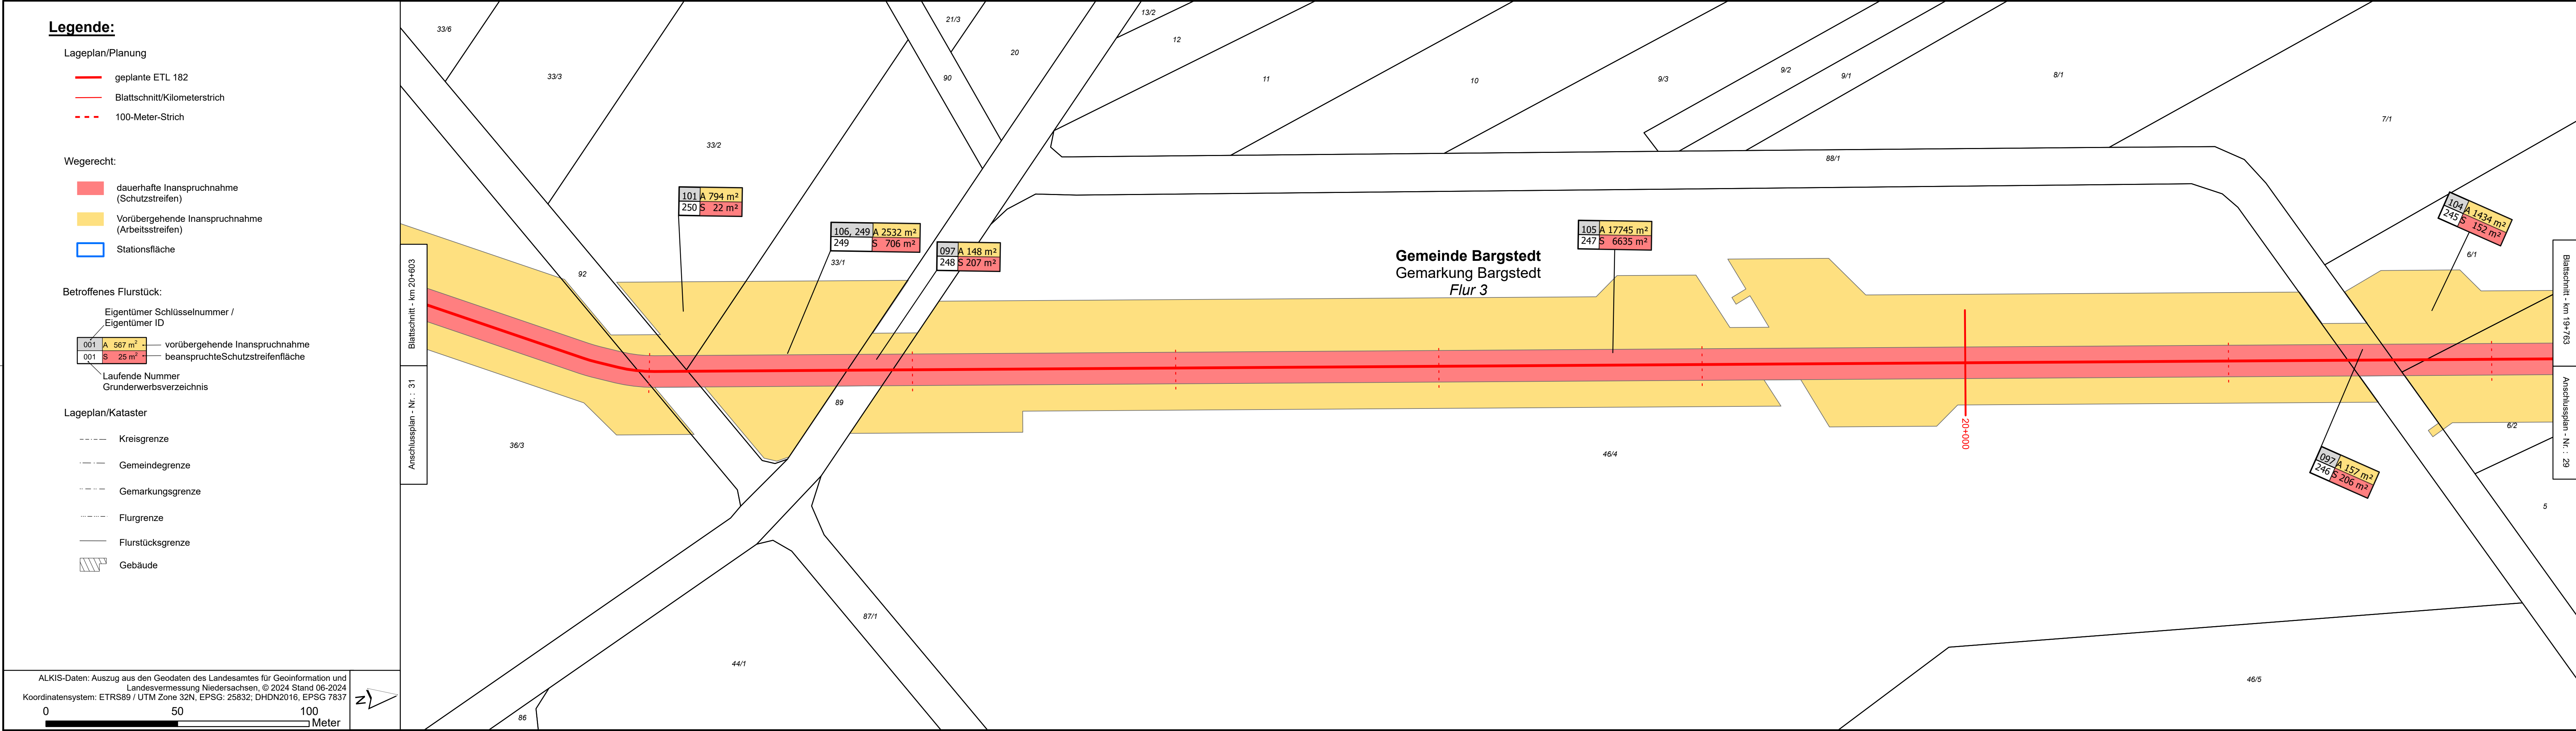 Legende:
Lageplan/Planung
geplante ETL 182
Blattschnitt/Kilometerstrich
100-Meter-Strich
Wegerecht:
dauerhafte Inanspruchnahme
(Schutzstreifen)
Vorübergehende Inanspruchnahme
(Arbeitsstreifen)
Stationsfläche
Betroffenes Flurstück:
Eigentümer Schlüsselnummer /
Eigentümer ID
001 A 567 m² vorübergehende Inanspruchnahme
001 S 25 m² beanspruchteSchutzstreifenfläche
Laufende Nummer
Grunderwerbsverzeichnis
Lageplan/Kataster
Kreisgrenze
Gemeindegrenze
Gemarkungsgrenze
Flurgrenze
Flurstücksgrenze
Gebäude
ALKIS-Daten: Auszug aus den Geodaten des Landesamtes für Geoinformation und
Landesvermessung Niedersachsen, © 2024 Stand 06-2024
Koordinatensystem: ETRS89 / UTM Zone 32N, EPSG: 25832; DHDN2016, EPSG 7837
0 50 100
Meter
N
Blattschnitt - km 20+603
Anschlussplan - Nr. : 31
33/6
33/3
33/2
21/3
20
90
13/2
12
11
10
9/3
9/2
9/1
8/1
7/1
88/1
92
101 A 794 m²
250 S 22 m²
106, 249 A 2532 m²
249 S 706 m²
33/1
097 A 148 m²
248 S 207 m²
Gemeinde Bargstedt
Gemarkung Bargstedt
Flur 3
105 A 17745 m²
247 S 6635 m²
104 A 1434 m²
245 S 152 m²
6/1
89
36/3
46/4
20+000
6/2
097 A 157 m²
246 S 206 m²
5
87/1
44/1
86
46/5
Blattschnitt - km 19+763
Anschlussplan - Nr. : 29